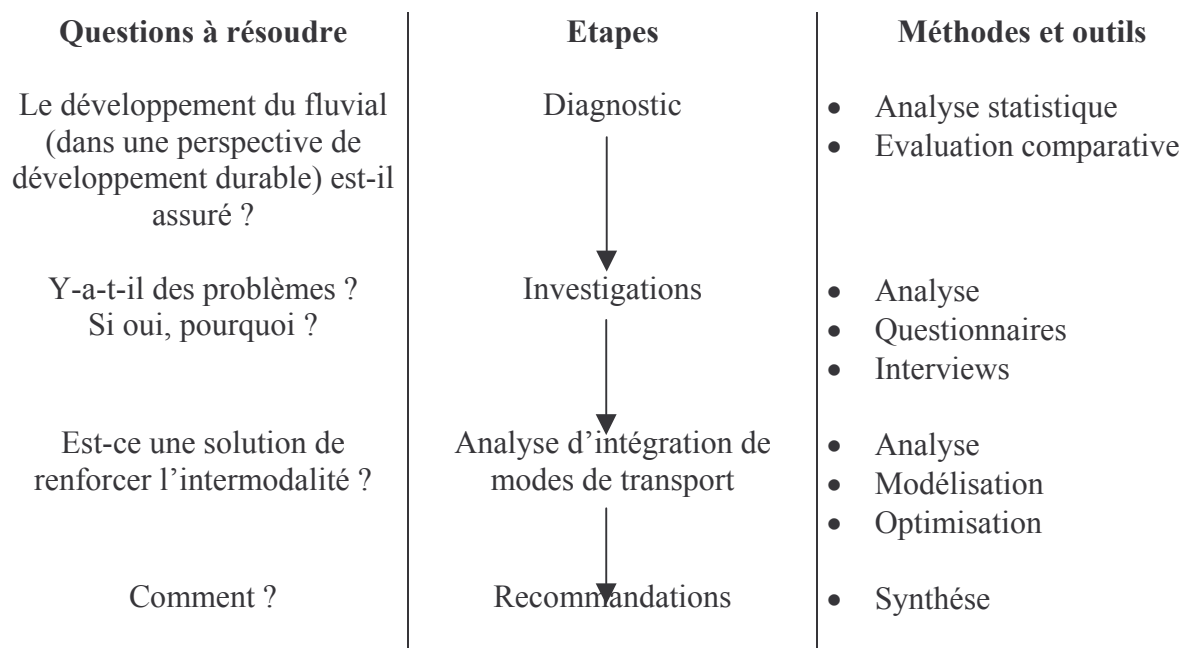 Questions à résoudre
Etapes
Méthodes et outils
Le développement du fluvial
(dans une perspective de
développement durable) est-il
assuré ?
Diagnostic
• Analyse statistique
• Evaluation comparative
Y-a-t-il des problèmes ?
Si oui, pourquoi ?
Investigations
• Analyse
• Questionnaires
• Interviews
Est-ce une solution de
renforcer l’intermodalité ?
Analyse d’intégration de
modes de transport
• Analyse
• Modélisation
• Optimisation
Comment ?
Recommandations
• Synthése